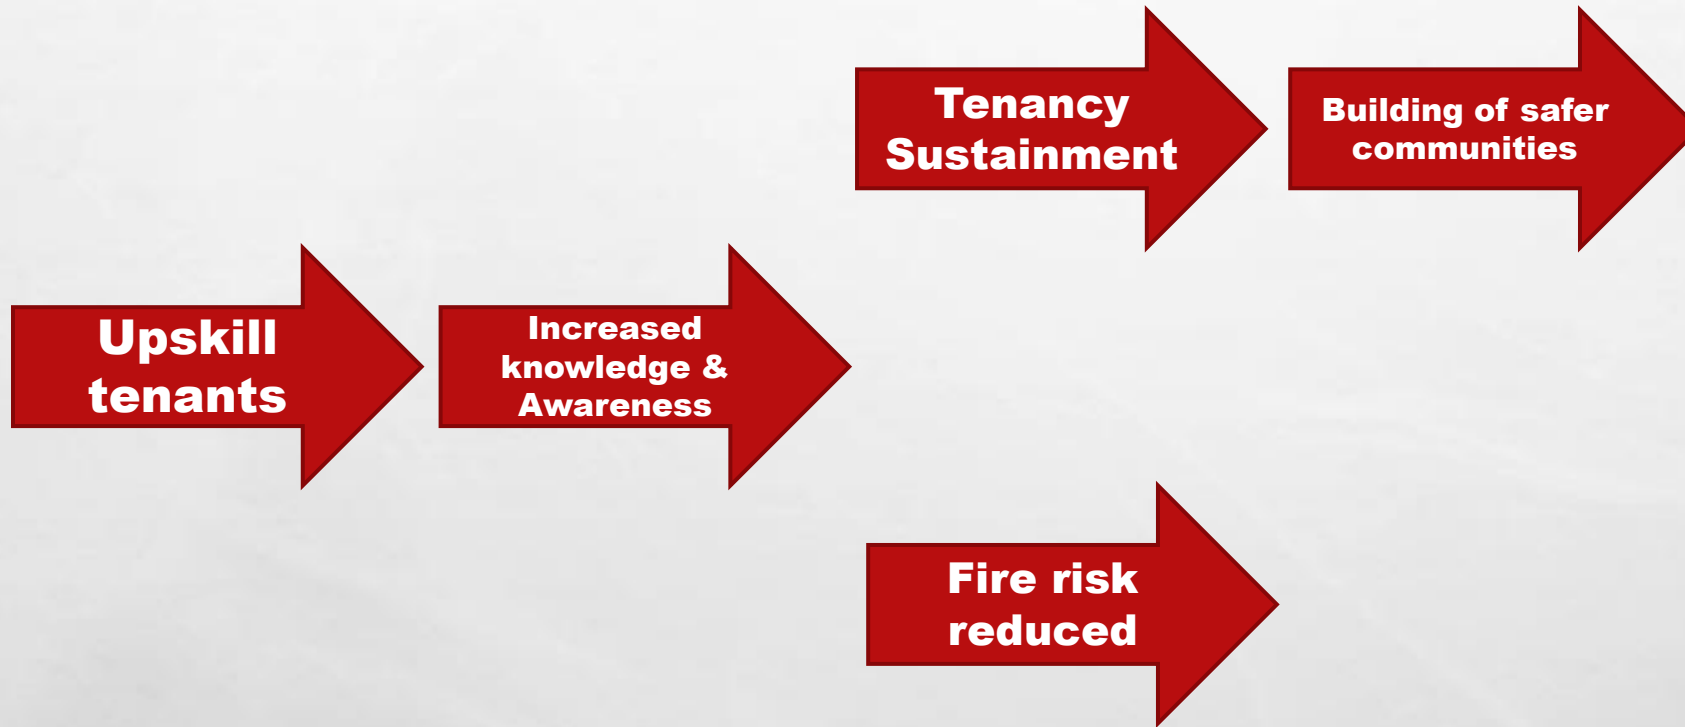 Tenancy
Sustainment
Building of safer
communities
Upskill
tenants
Increased
knowledge &
Awareness
Fire risk
reduced